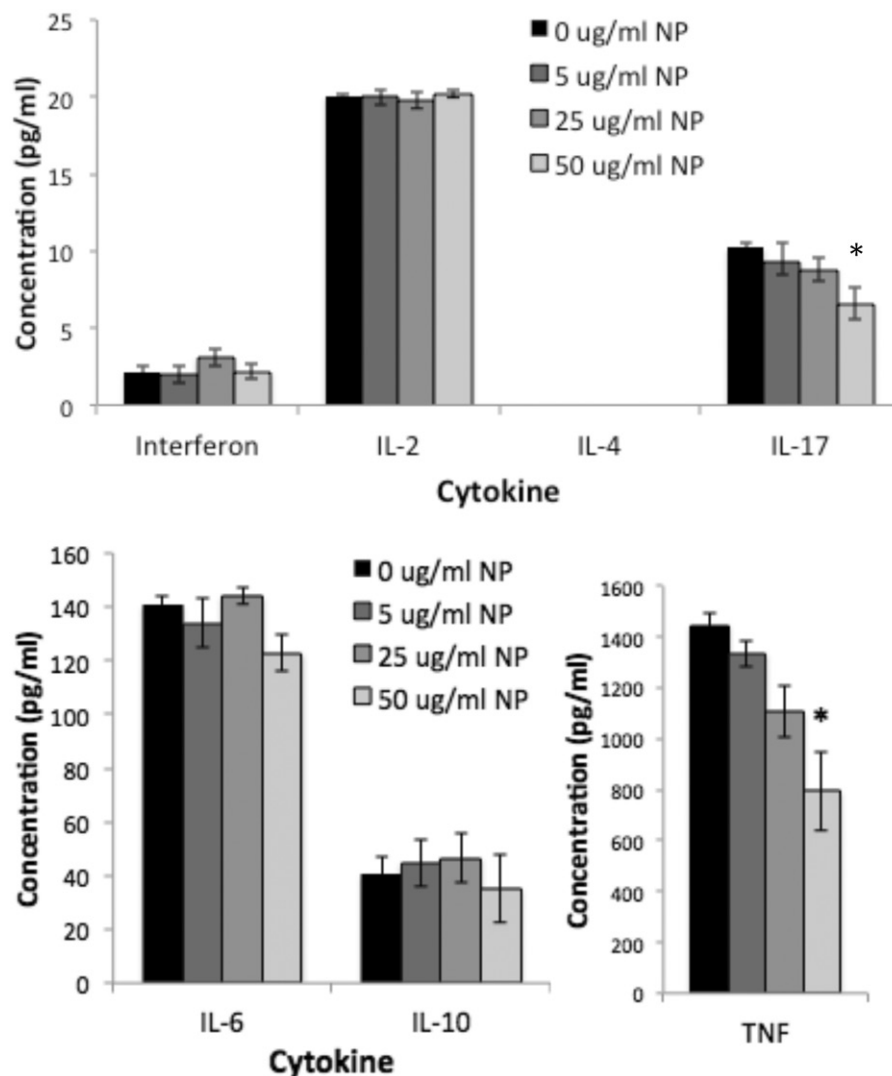 25
20
15
10
5
0
Concentration (pg/ml)
0 ug/ml NP
5 ug/ml NP
25 ug/ml NP
50 ug/ml NP
*
Interferon IL-2 IL-4 IL-17
Cytokine
160
140
120
100
80
60
40
20
0
Concentration (pg/ml)
0 ug/ml NP
5 ug/ml NP
25 ug/ml NP
50 ug/ml NP
IL-6 IL-10
Cytokine
1600
1400
1200
1000
800
600
400
200
0
Concentration (pg/ml)
*
TNF